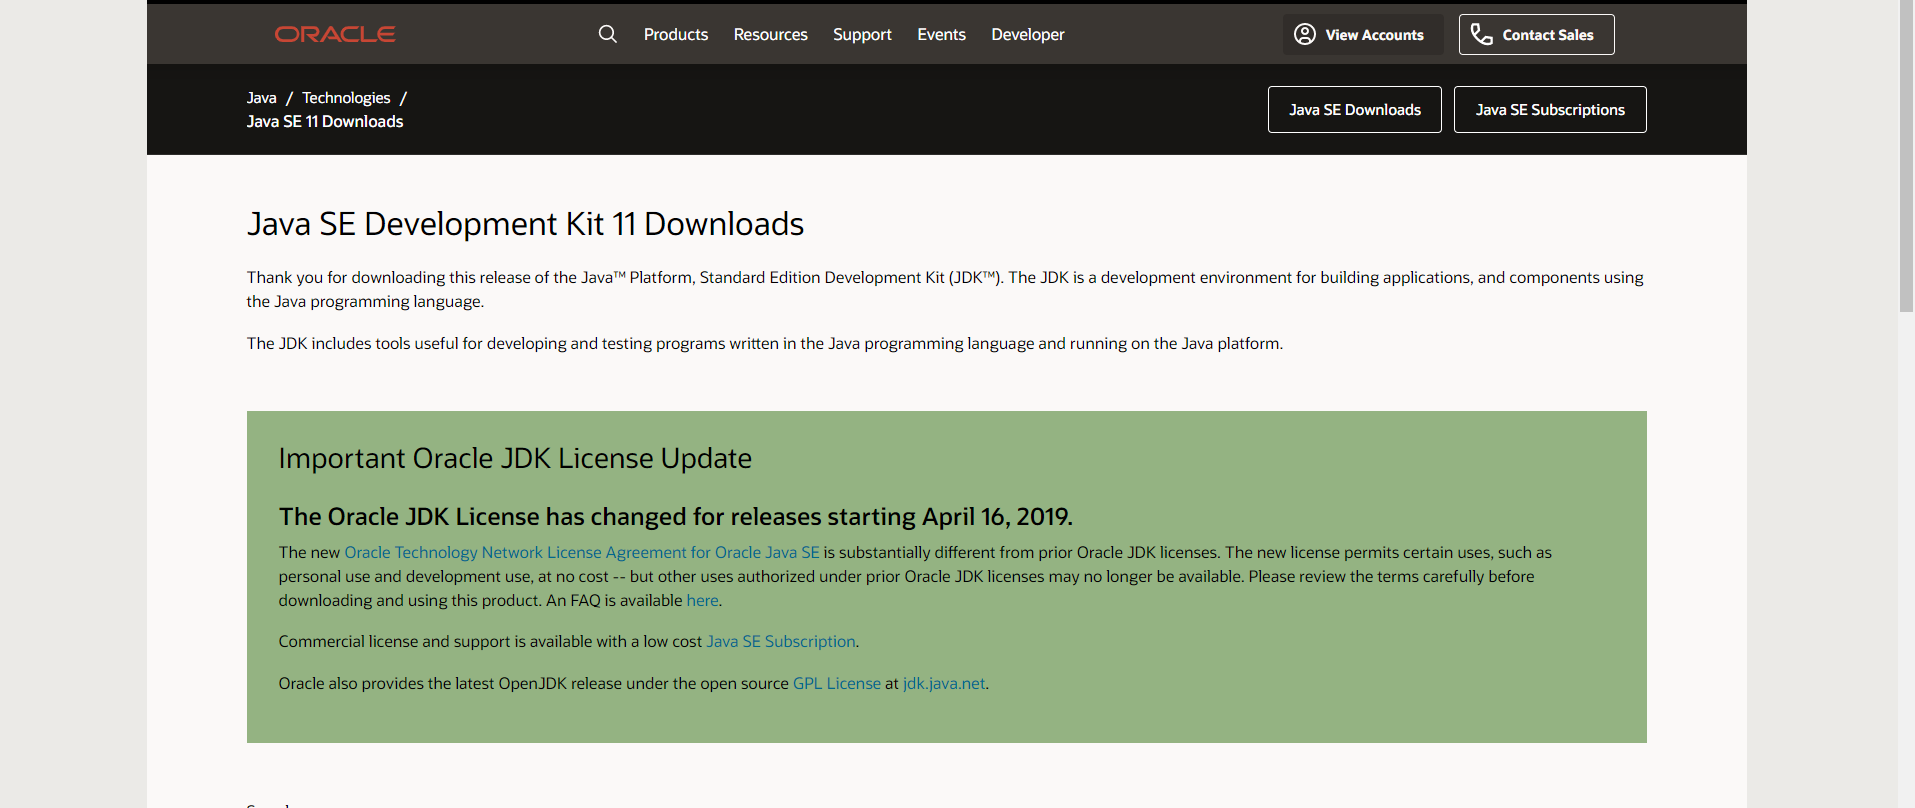 ORACLE
Products Resources Support Events Developer
View Accounts Contact Sales
Java / Technologies /
Java SE 11 Downloads
Java SE Downloads Java SE Subscriptions
Java SE Development Kit 11 Downloads
Thank you for downloading this release of the Java™ Platform, Standard Edition Development Kit (JDK™). The JDK is a development environment for building applications, and components using
the Java programming language.
The JDK includes tools useful for developing and testing programs written in the Java programming language and running on the Java platform.
Important Oracle JDK License Update
The Oracle JDK License has changed for releases starting April 16, 2019.
The new Oracle Technology Network License Agreement for Oracle Java SE is substantially different from prior Oracle JDK licenses. The new license permits certain uses, such as
personal use and development use, at no cost -- but other uses authorized under prior Oracle JDK licenses may no longer be available. Please review the terms carefully before
downloading and using this product. An FAQ is available here.
Commercial license and support is available with a low cost Java SE Subscription.
Oracle also provides the latest OpenJDK release under the open source GPL License at jdk.java.net.